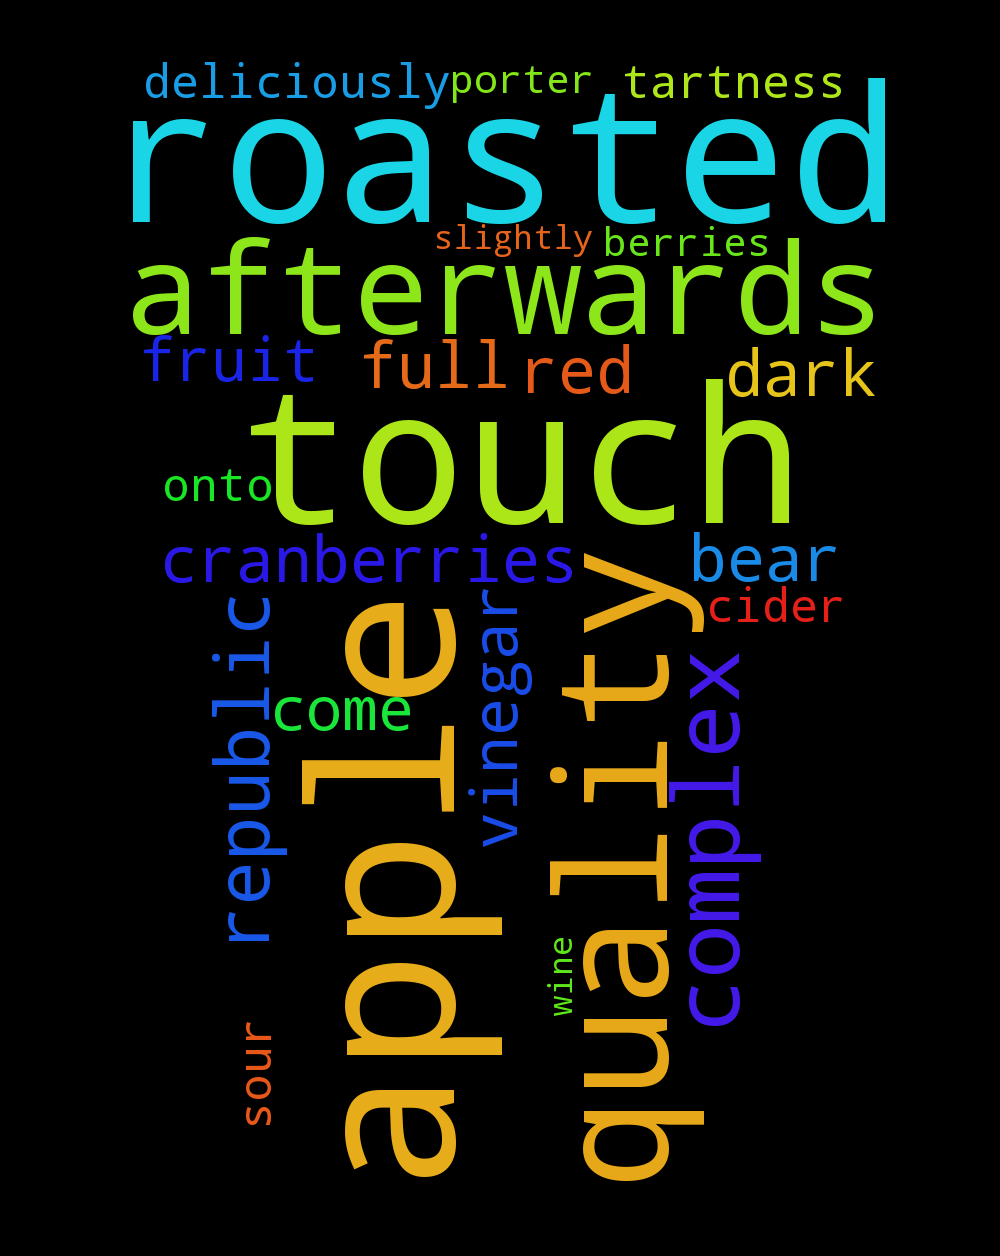 deliciously porter tartness
roasted
slightly berries
afterwards
fruit full red dark
touch
onto
cranberries bear
cider
republic
come
apple
vinegar
quality
complex
wine
sour